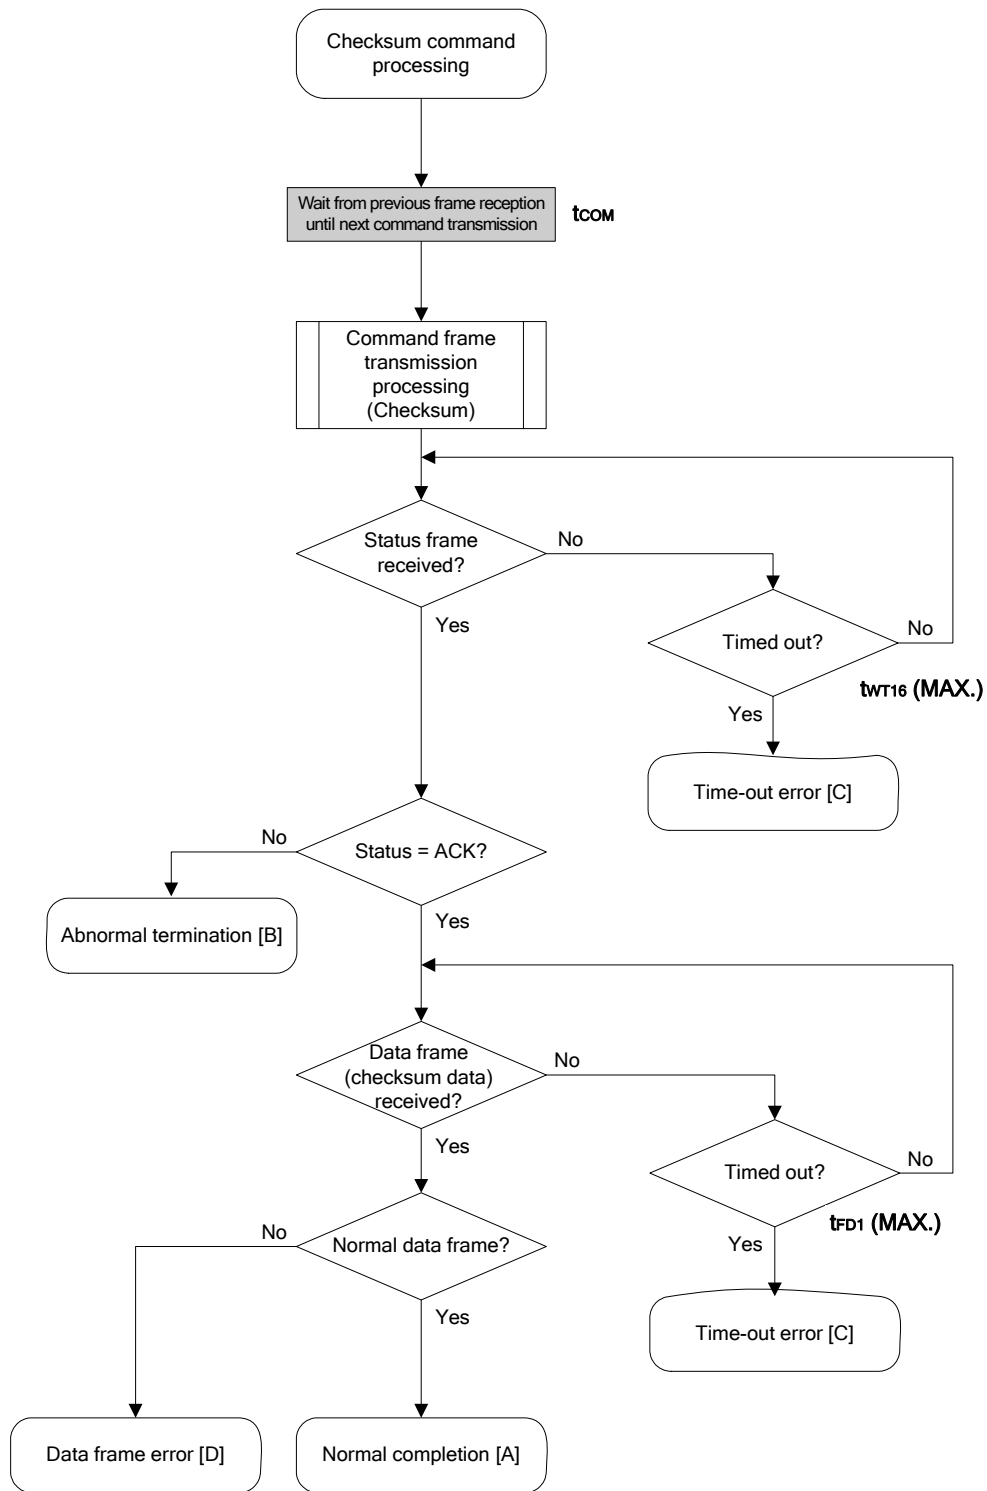 Checksum command
processing
Wait from previous frame reception
until next command transmission
tCOM
Command frame
transmission
processing
(Checksum)
Status frame
received?
No
Yes
Timed out?
No
tWT16 (MAX.)
Yes
Time-out error [C]
Status = ACK?
No
Abnormal termination [B]
Yes
Data frame
(checksum data)
received?
No
Yes
Timed out?
No
tFD1 (MAX.)
Yes
Time-out error [C]
Normal data frame?
No
Yes
Data frame error [D]
Normal completion [A]